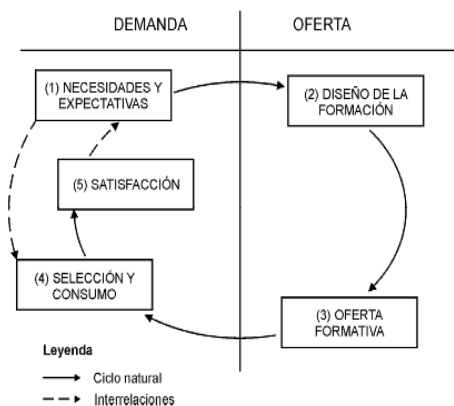 DEMANDA
OFERTA
(1) NECESIDADES Y
EXPECTATIVAS
(2) DISEÑO DE LA
FORMACIÓN
(5) SATISFACCIÓN
(4) SELECCIÓN Y
CONSUMO
(3) OFERTA
FORMATIVA
Leyenda
Ciclo natural
Interrelaciones